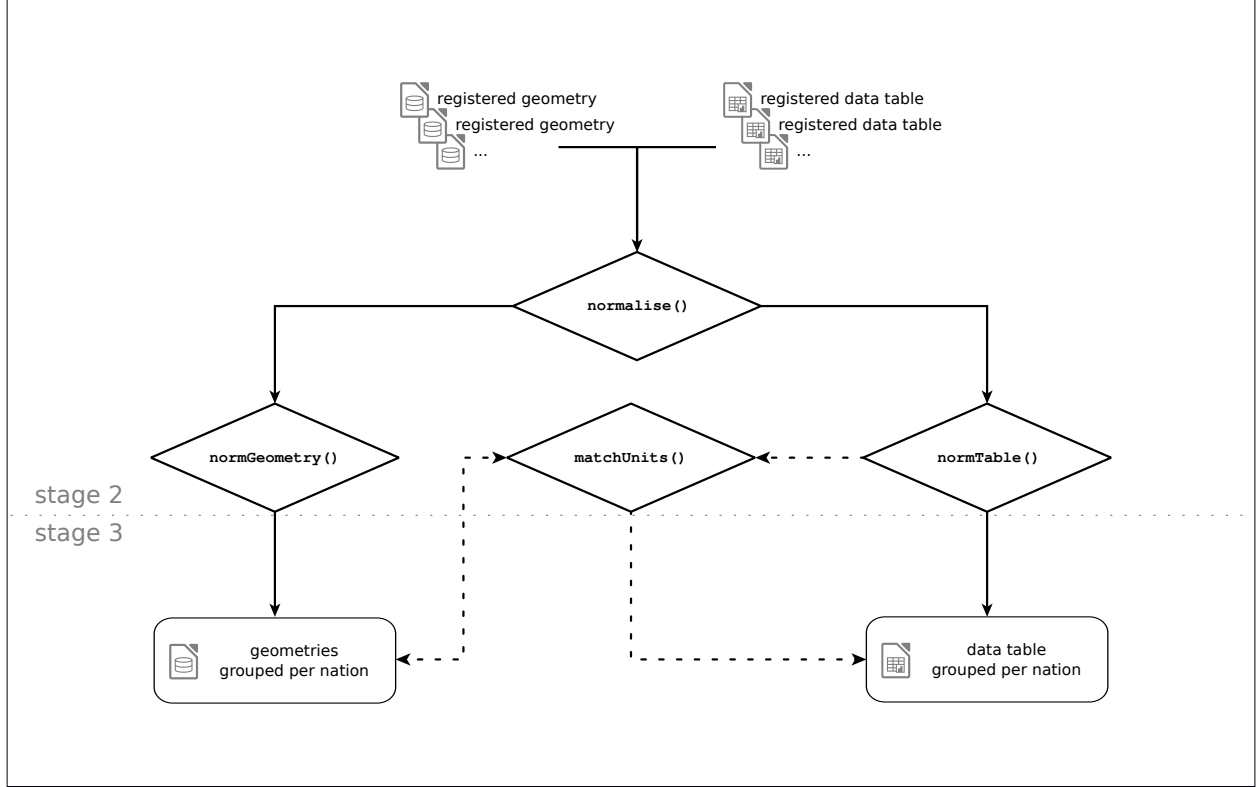 registered geometry
registered data table
registered geometry
registered data table
...
...
normalise()
normGeometry()
matchUnits()
normTable()
stage 2
stage 3
geometries
grouped per nation
data table
grouped per nation